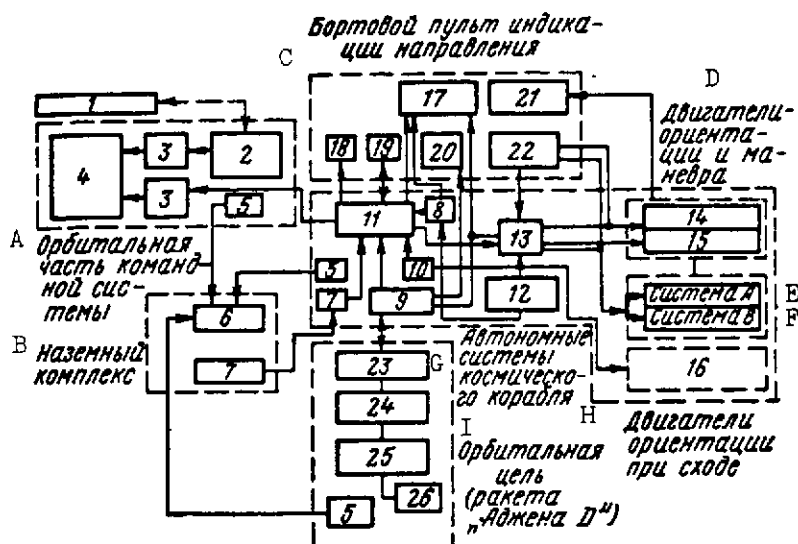 Бортовой пульт индика-
ции направления
C
D
1
17
21
Двигатели-
ориента-
ции и ма-
невра
4
3
2
18
19
20
22
3
5
11
8
13
14
15
A
Орбитальная
часть команд
ной сис-
темы
5
10
7
9
12
система А
E
система В
F
6
B
Наземный
комплекс
7
23
G
Автономные
системы
космическо-
го корабля
H
16
24
I
Двигатели
ориентации
при сходе
25
Орбитальная
цель
(ракета
„Аджена D")
5
26